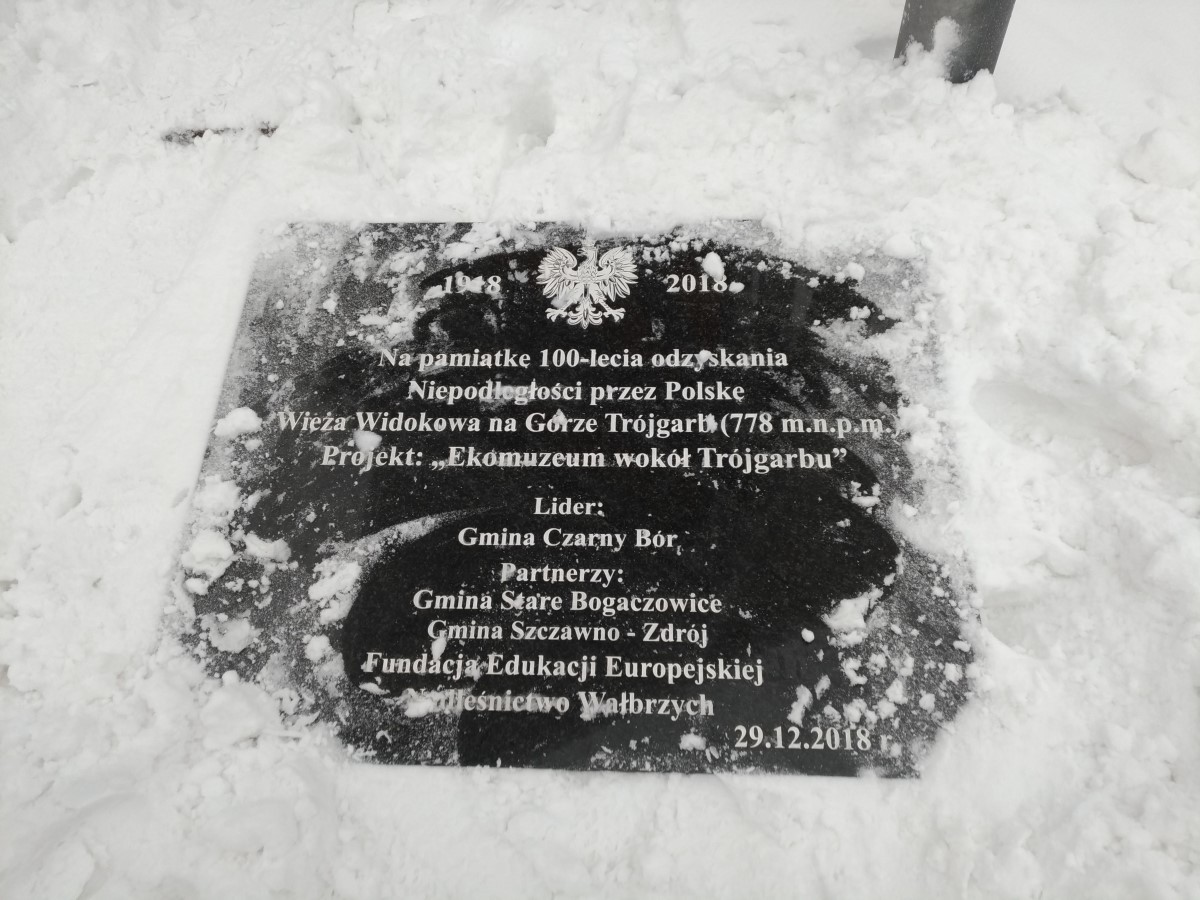 1918 2018
Na pamiątkę 100-lecia odzyskania
Niepodległości przez Polskę
Wieża Widokowa na Górze Trójgarb (778 m.n.p.m.)
Projekt: „Ekomuzeum wokół Trójgarbu”
Lider:
Gmina Czarny Bór
Partnerzy:
Gmina Stare Bogaczowice
Gmina Szczawno - Zdrój
Fundacja Edukacji Europejskiej
Nadleśnictwo Wałbrzych
29.12.2018 r.